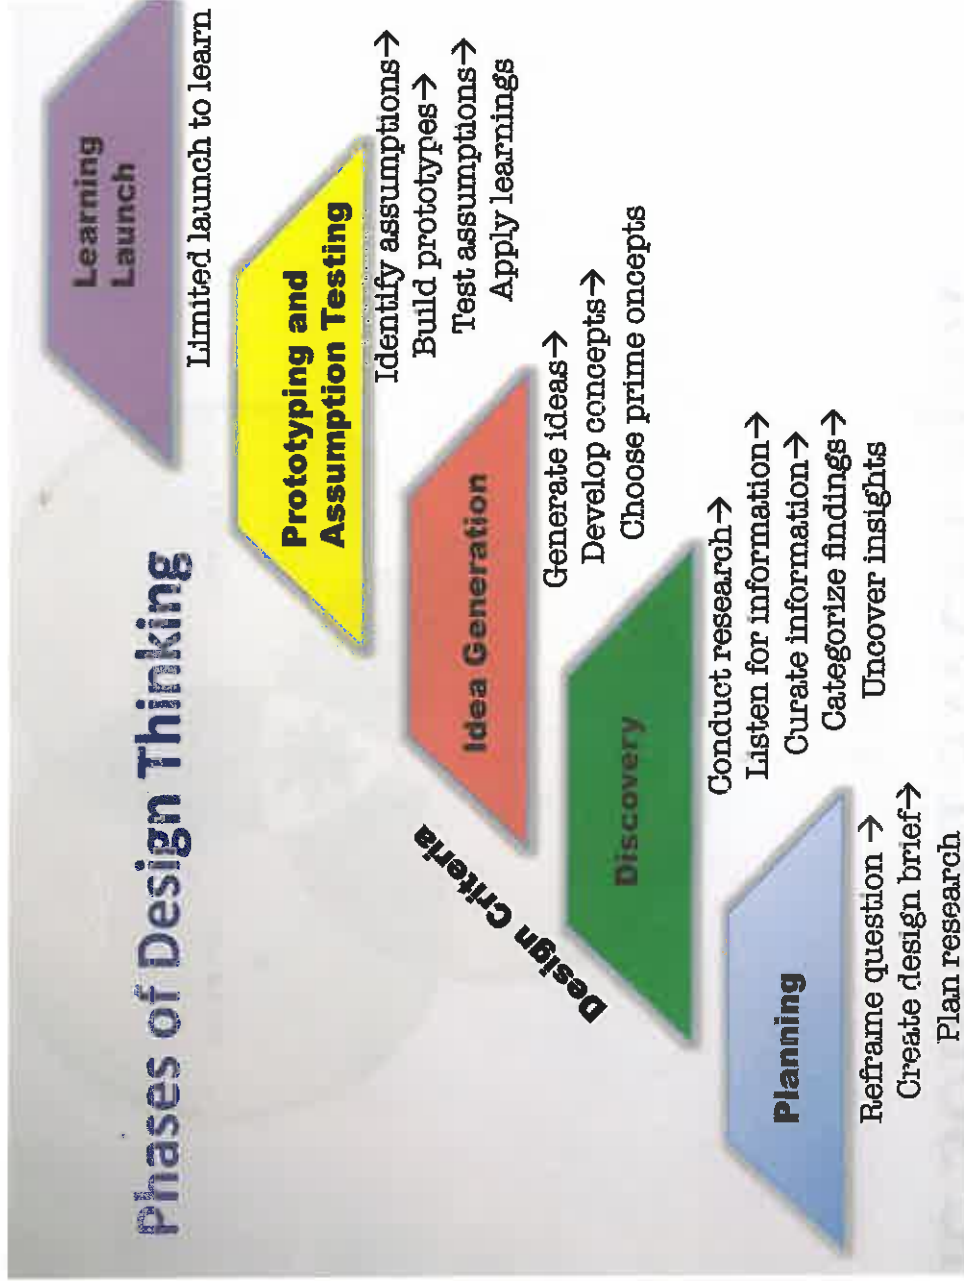 Phases of Design Thinking
Learning
Launch
Limited launch to learn
Prototyping and
Assumption Testing
Identify assumptions→
Build prototypes→
Test assumptions→
Apply learnings
Idea Generation
Generate ideas→
Develop concepts→
Choose prime oncepts
Design Criteria
Discovery
Conduct research→
Listen for information→
Curate information→
Categorize findings→
Uncover insights
Planning
Reframe question →
Create design brief→
Plan research